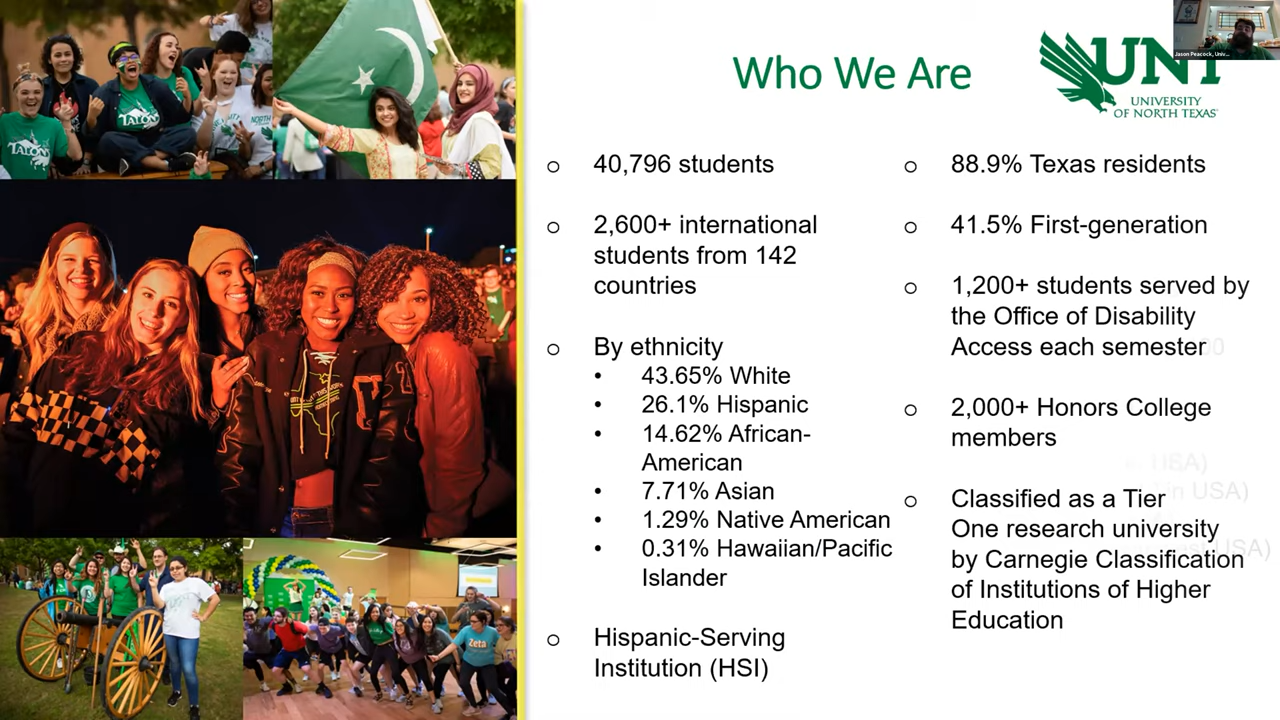 Who We Are
UNT
UNIVERSITY
OF NORTH TEXAS
Jason Peacock, Univ...
40,796 students
2,600+ international
students from 142
countries
By ethnicity
43.65% White
26.1% Hispanic
14.62% African-
American
7.71% Asian
1.29% Native American
0.31% Hawaiian/Pacific
Islander
Hispanic-Serving
Institution (HSI)
88.9% Texas residents
41.5% First-generation
1,200+ students served by
the Office of Disability
Access each semester
2,000+ Honors College
members
Classified as a Tier
One research university
by Carnegie Classification
of Institutions of Higher
Education
TALONS
TALONS
NORTH
Zeta